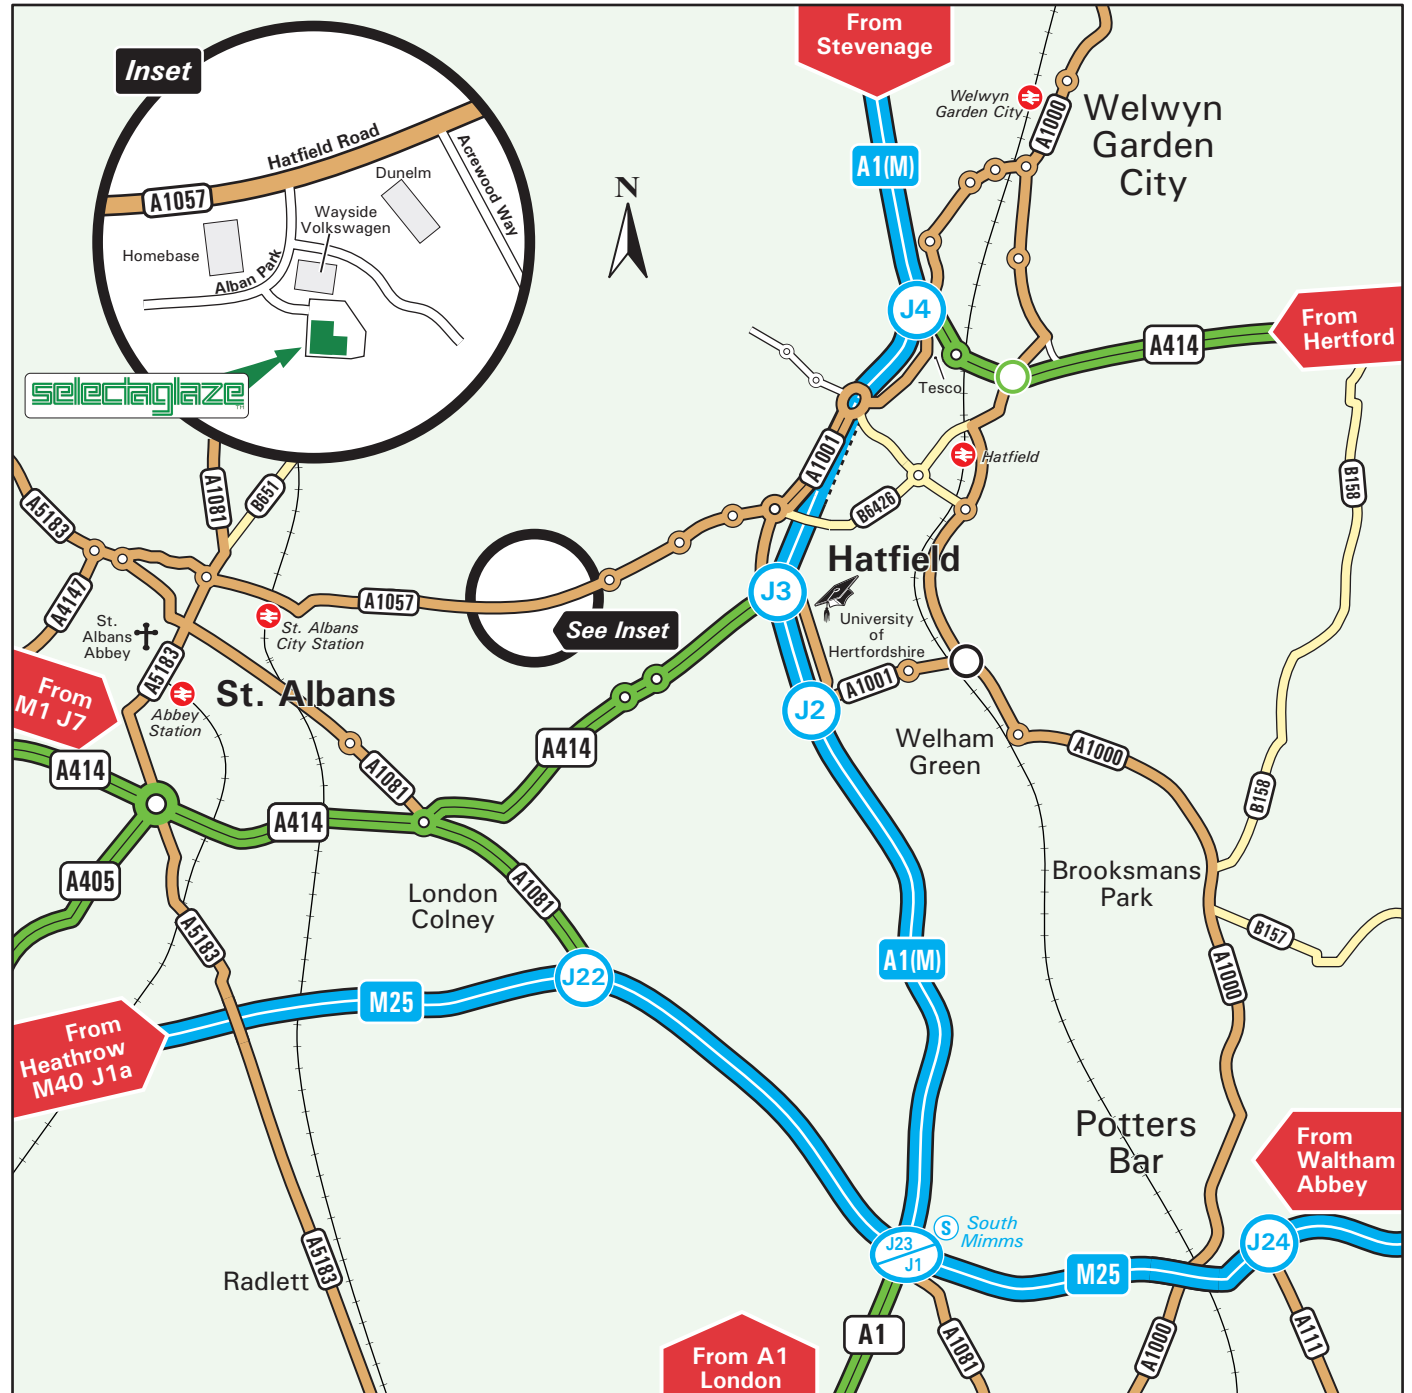 Inset
Hatfield Road
A1057
Acrewood Way
Dunelm
Wayside
Volkswagen
Homebase
Alban Park
selectaglaze
TM
N
From
Stevenage
A1(M)
Welwyn
Garden City
A1000
Welwyn
Garden
City
J4
From
Hertford
A414
Tesco
Hatfield
A1001
B6426
B158
A5183
A1081
B651
A4147
A1057
See Inset
Hatfield
J3
University
of
Hertfordshire
St.
Albans
Abbey
St. Albans
City Station
A5183
Abbey
Station
St. Albans
From
M1 J7
A414
A1001
J2
Welham
Green
A1000
A414
A1081
A414
B158
A405
London
Colney
A1081
Brooksmans
Park
B157
A5183
A1(M)
A1000
J22
M25
From
Heathrow
M40 J1a
Potters
Bar
From
Waltham
Abbey
South
Mimms
S
J23
J1
J24
M25
Radlett
A5183
A1
A1081
A1000
A111
From A1
London